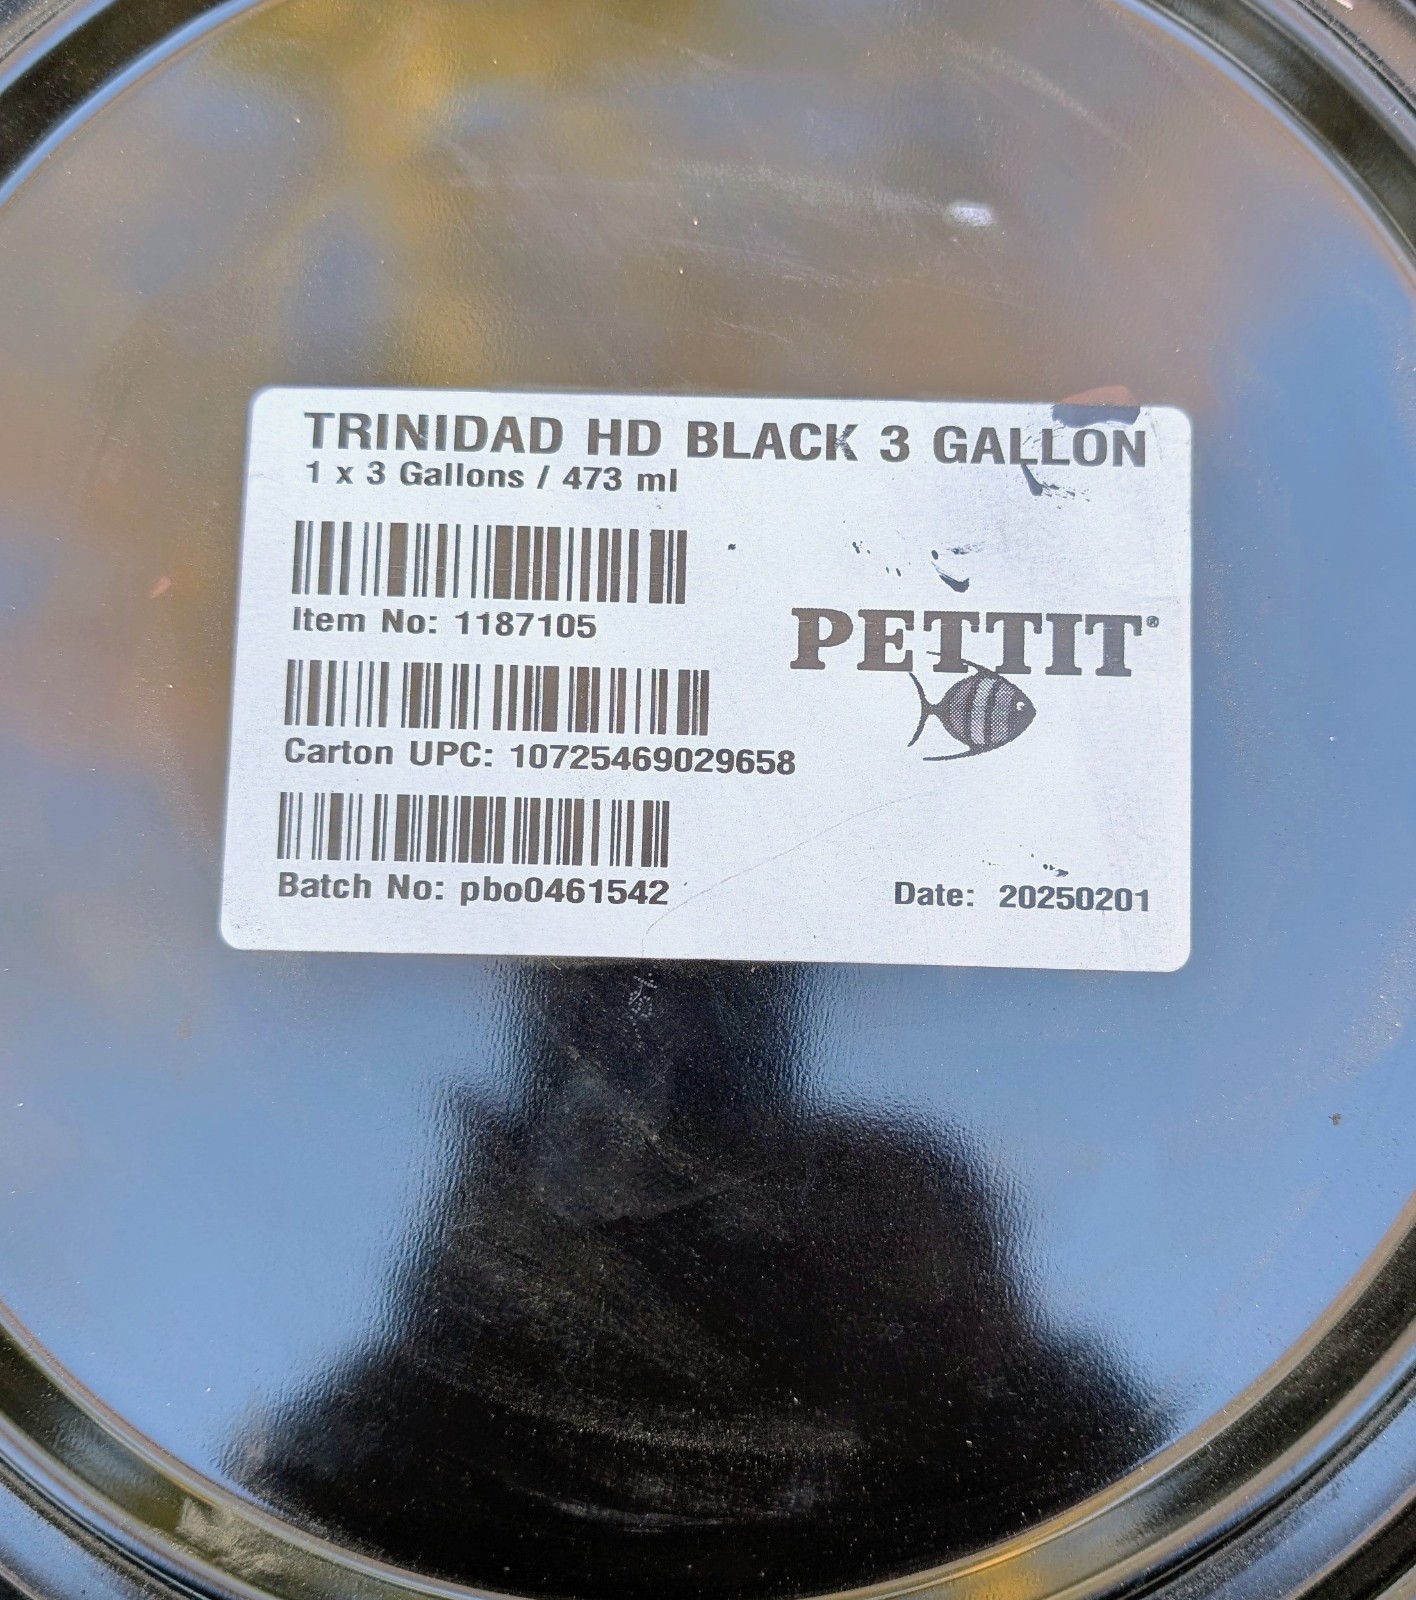 TRINIDAD HD BLACK 3 GALLON
1 x 3 Gallons / 473 ml
Item No: 1187105
PETTIT®
Carton UPC: 10725469029658
Batch No: pbo0461542
Date: 20250201